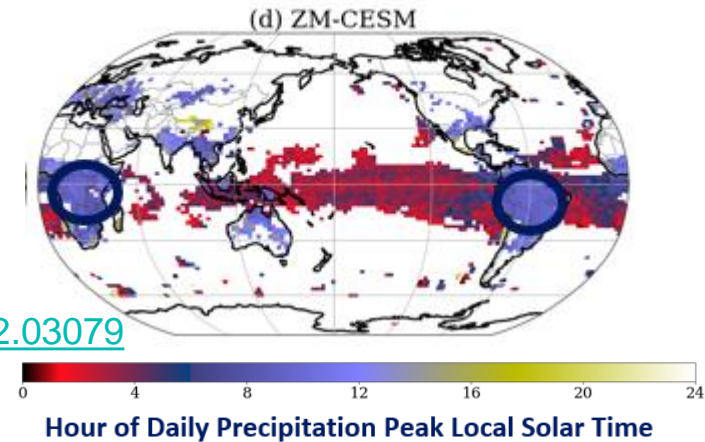 (d) ZM-CESM
2.03079
0 4 8 12 16 20 24
Hour of Daily Precipitation Peak Local Solar Time